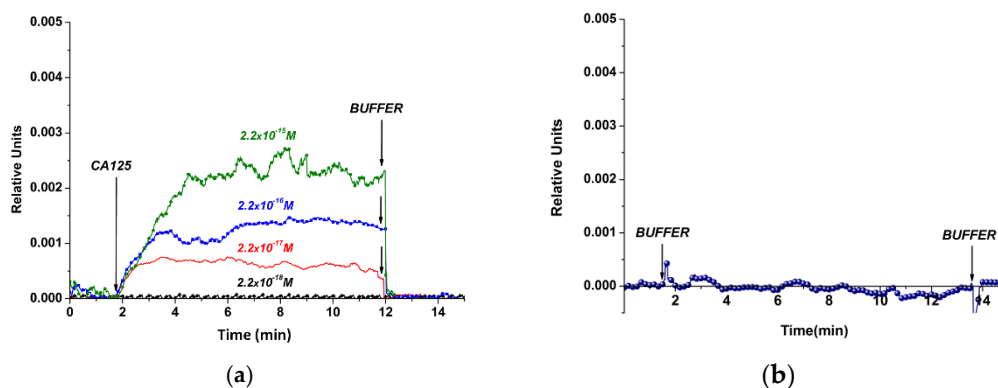 0.005
0.004
0.003
0.002
0.001
0.000
Relative Units
CA125
BUFFER
2.2x10⁻¹⁵M
2.2x10⁻¹⁶M
2.2x10⁻¹⁷M
2.2x10⁻¹⁸M
0 2 4 6 8 10 12 14
Time (min)
(a)
0.005
0.004
0.003
0.002
0.001
0.000
Relative Units
BUFFER
BUFFER
2 4 6 8 10 12 14
Time(min)
(b)